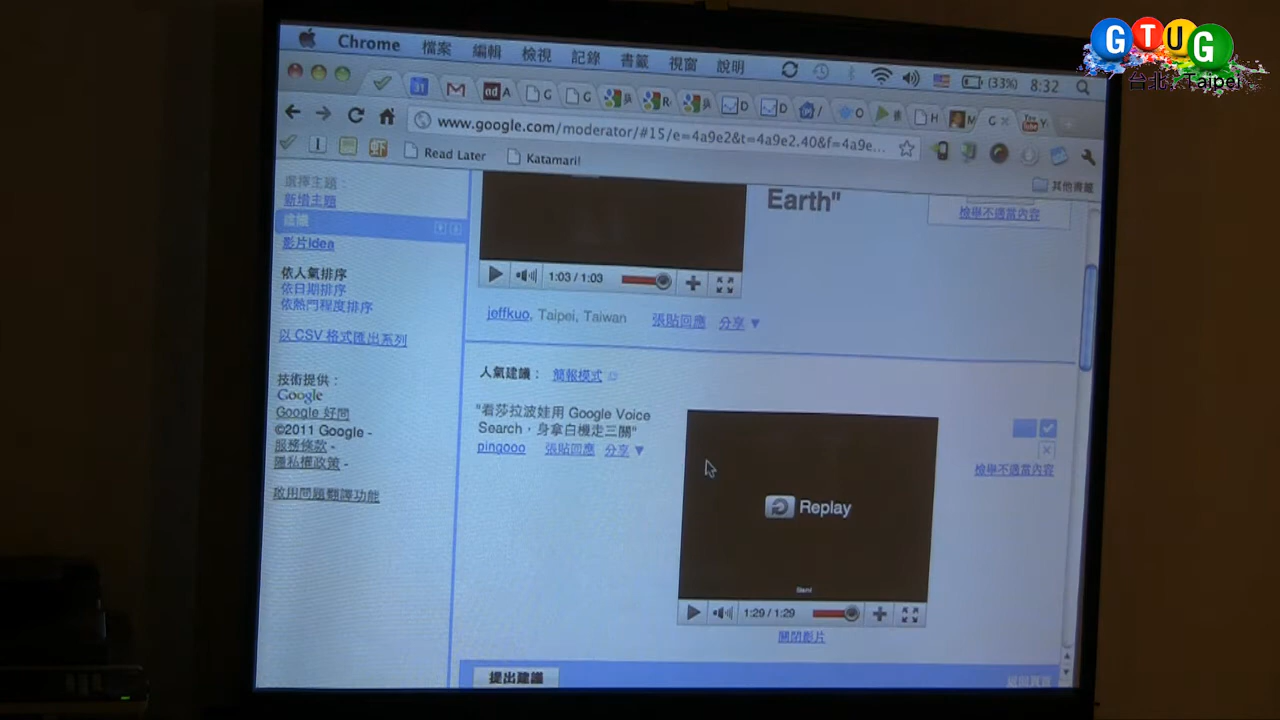 GTUG
台北, Taipei
Chrome 檔案 編輯 檢視 記錄 書籤 視窗 說明 (33%) 8:32
www.google.com/moderator/#15/e=4a9e2&t=4a9e2.40&f=4a9e...
Read Later Katamari!
其他書籤
選擇主題：
新增主題
建議
影片Idea
依人氣排序
依日期排序
依熱門程度排序
以 CSV 格式匯出系列
技術提供：
Google
Google 好問
©2011 Google -
服務條款 -
隱私權政策 -
啟用問題翻譯功能
Earth"
檢舉不適當內容
1:03 / 1:03
jeffkuo, Taipei, Taiwan 張貼回應 分享 ▼
人氣建議： 簡報模式
"看莎拉波娃用 Google Voice
Search，身拿白機走三關"
pingooo 張貼回應 分享 ▼
Replay
檢舉不適當內容
1:29 / 1:29
關閉影片
提出建議